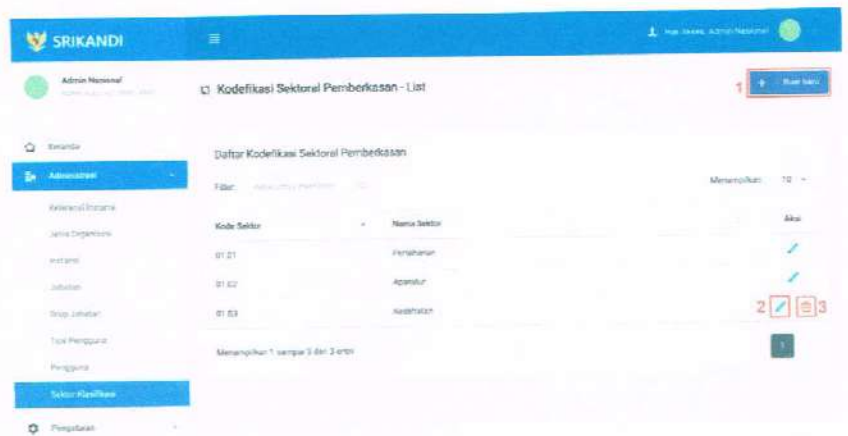 SRIKANDI
Admin Nasional
Kodefikasi Sektoral Pemberkasan - List
1 + Buat baru
Beranda
Administrasi
Daftar Kodefikasi Sektoral Pemberkasan
Filter:
Menampilkan 10
Jenis Organisasi
Instansi
Jabatan
Grup Jabatan
Tipe Pengguna
Pengguna
Sektor Klasifikasi
Pengaturan
Kode Sektor Nama Sektor Aksi
01 01 Pertahanan
01 02 Aparatur
01 03 Kesehatan
2 3
Menampilkan 1 sampai 3 dari 3 entri
1